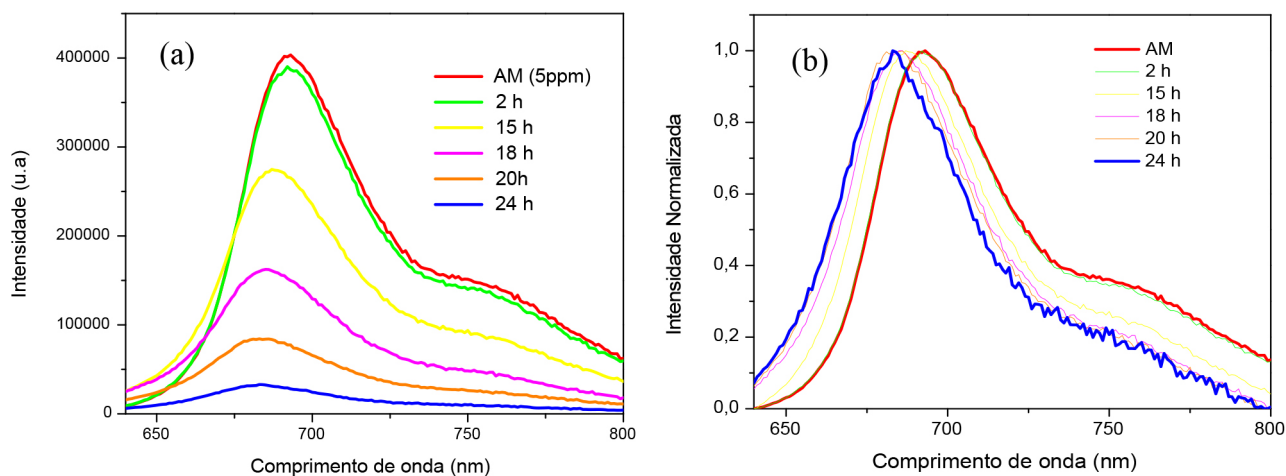 (a)
400000
300000
200000
100000
0
650
700
750
800
Intensidade (u.a)
Comprimento de onda (nm)
AM (5ppm)
2 h
15 h
18 h
20h
24 h
(b)
1,0
0,8
0,6
0,4
0,2
0,0
650
700
750
800
Intensidade Normalizada
Comprimento de onda (nm)
AM
2 h
15 h
18 h
20 h
24 h